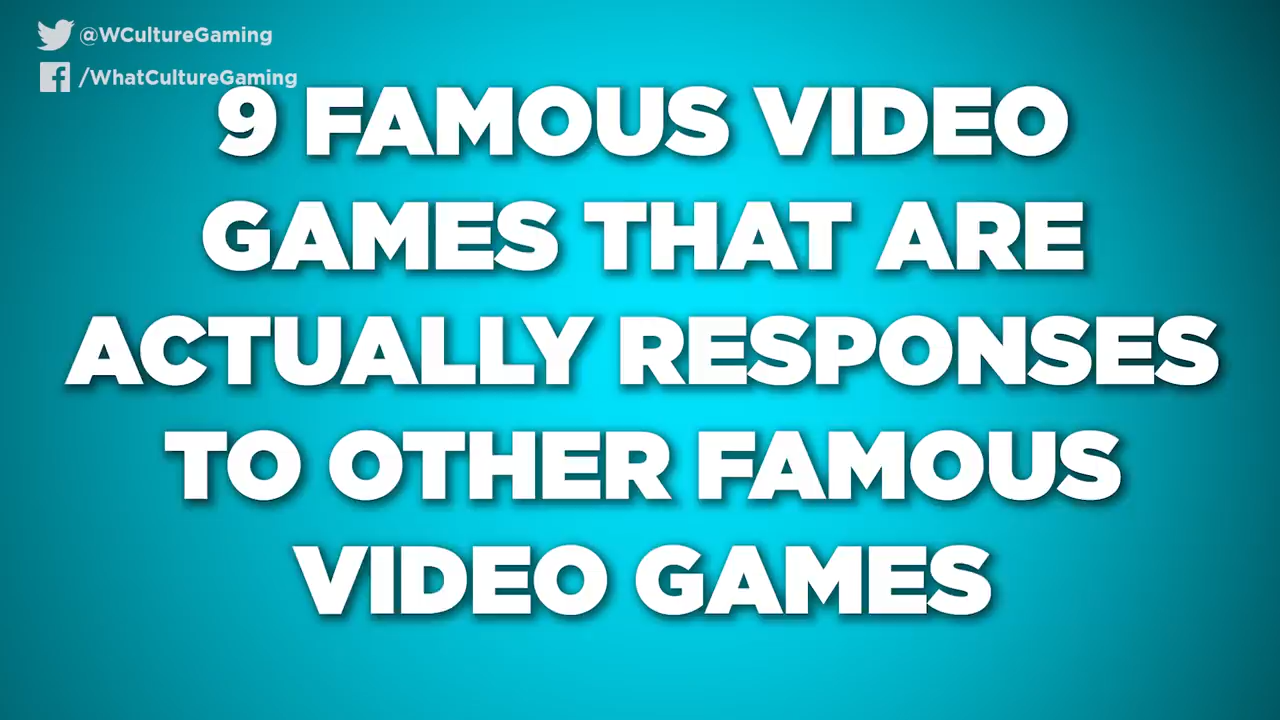 @WCultureGaming
/WhatCultureGaming
9 FAMOUS VIDEO
GAMES THAT ARE
ACTUALLY RESPONSES
TO OTHER FAMOUS
VIDEO GAMES